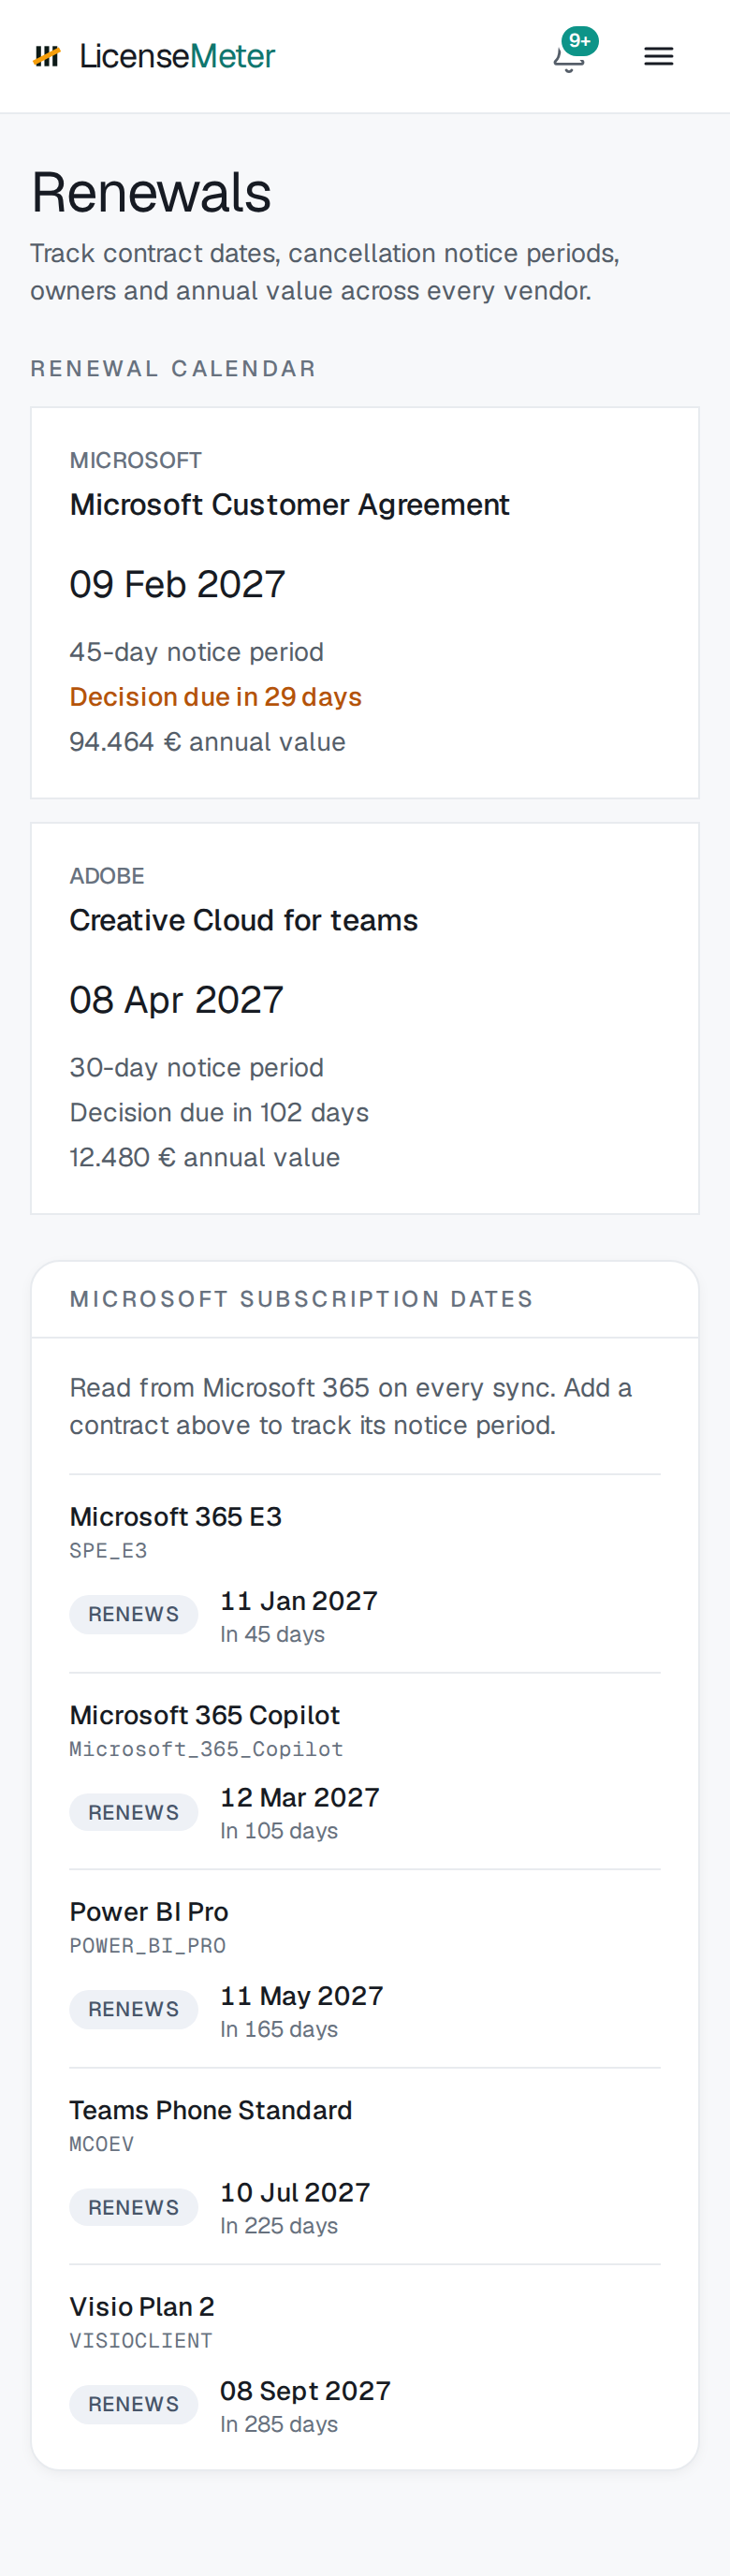 LicenseMeter
9+
Renewals
Track contract dates, cancellation notice periods,
owners and annual value across every vendor.
RENEWAL CALENDAR
MICROSOFT
Microsoft Customer Agreement
09 Feb 2027
45-day notice period
Decision due in 29 days
94.464 € annual value
ADOBE
Creative Cloud for teams
08 Apr 2027
30-day notice period
Decision due in 102 days
12.480 € annual value
MICROSOFT SUBSCRIPTION DATES
Read from Microsoft 365 on every sync. Add a
contract above to track its notice period.
Microsoft 365 E3
SPE_E3
RENEWS
11 Jan 2027
In 45 days
Microsoft 365 Copilot
Microsoft_365_Copilot
RENEWS
12 Mar 2027
In 105 days
Power BI Pro
POWER_BI_PRO
RENEWS
11 May 2027
In 165 days
Teams Phone Standard
MCOEV
RENEWS
10 Jul 2027
In 225 days
Visio Plan 2
VISIOCLIENT
RENEWS
08 Sept 2027
In 285 days